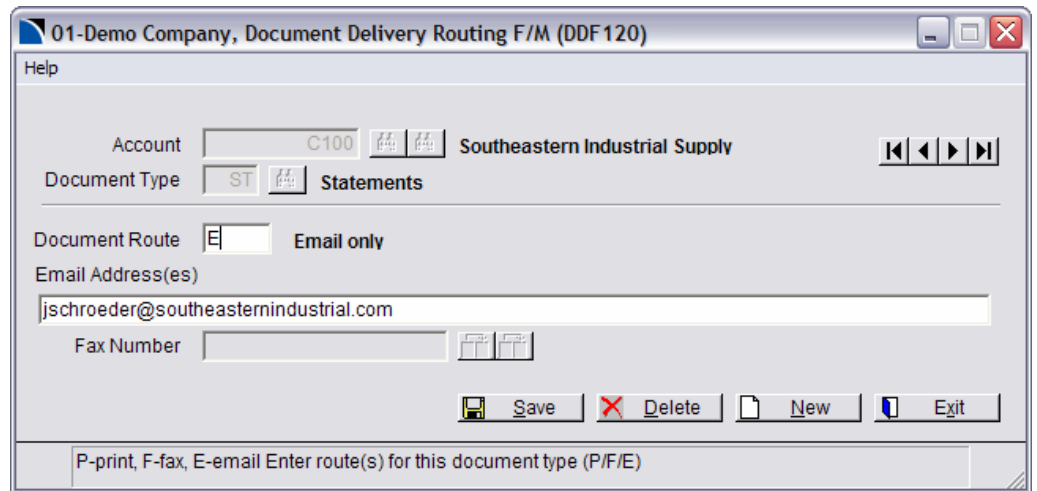 01-Demo Company, Document Delivery Routing F/M (DDF120)
Help
Account C100 Southeastern Industrial Supply
Document Type ST Statements
Document Route E Email only
Email Address(es)
jschroeder@southeasternindustrial.com
Fax Number
Save Delete New Exit
P-print, F-fax, E-email Enter route(s) for this document type (P/F/E)